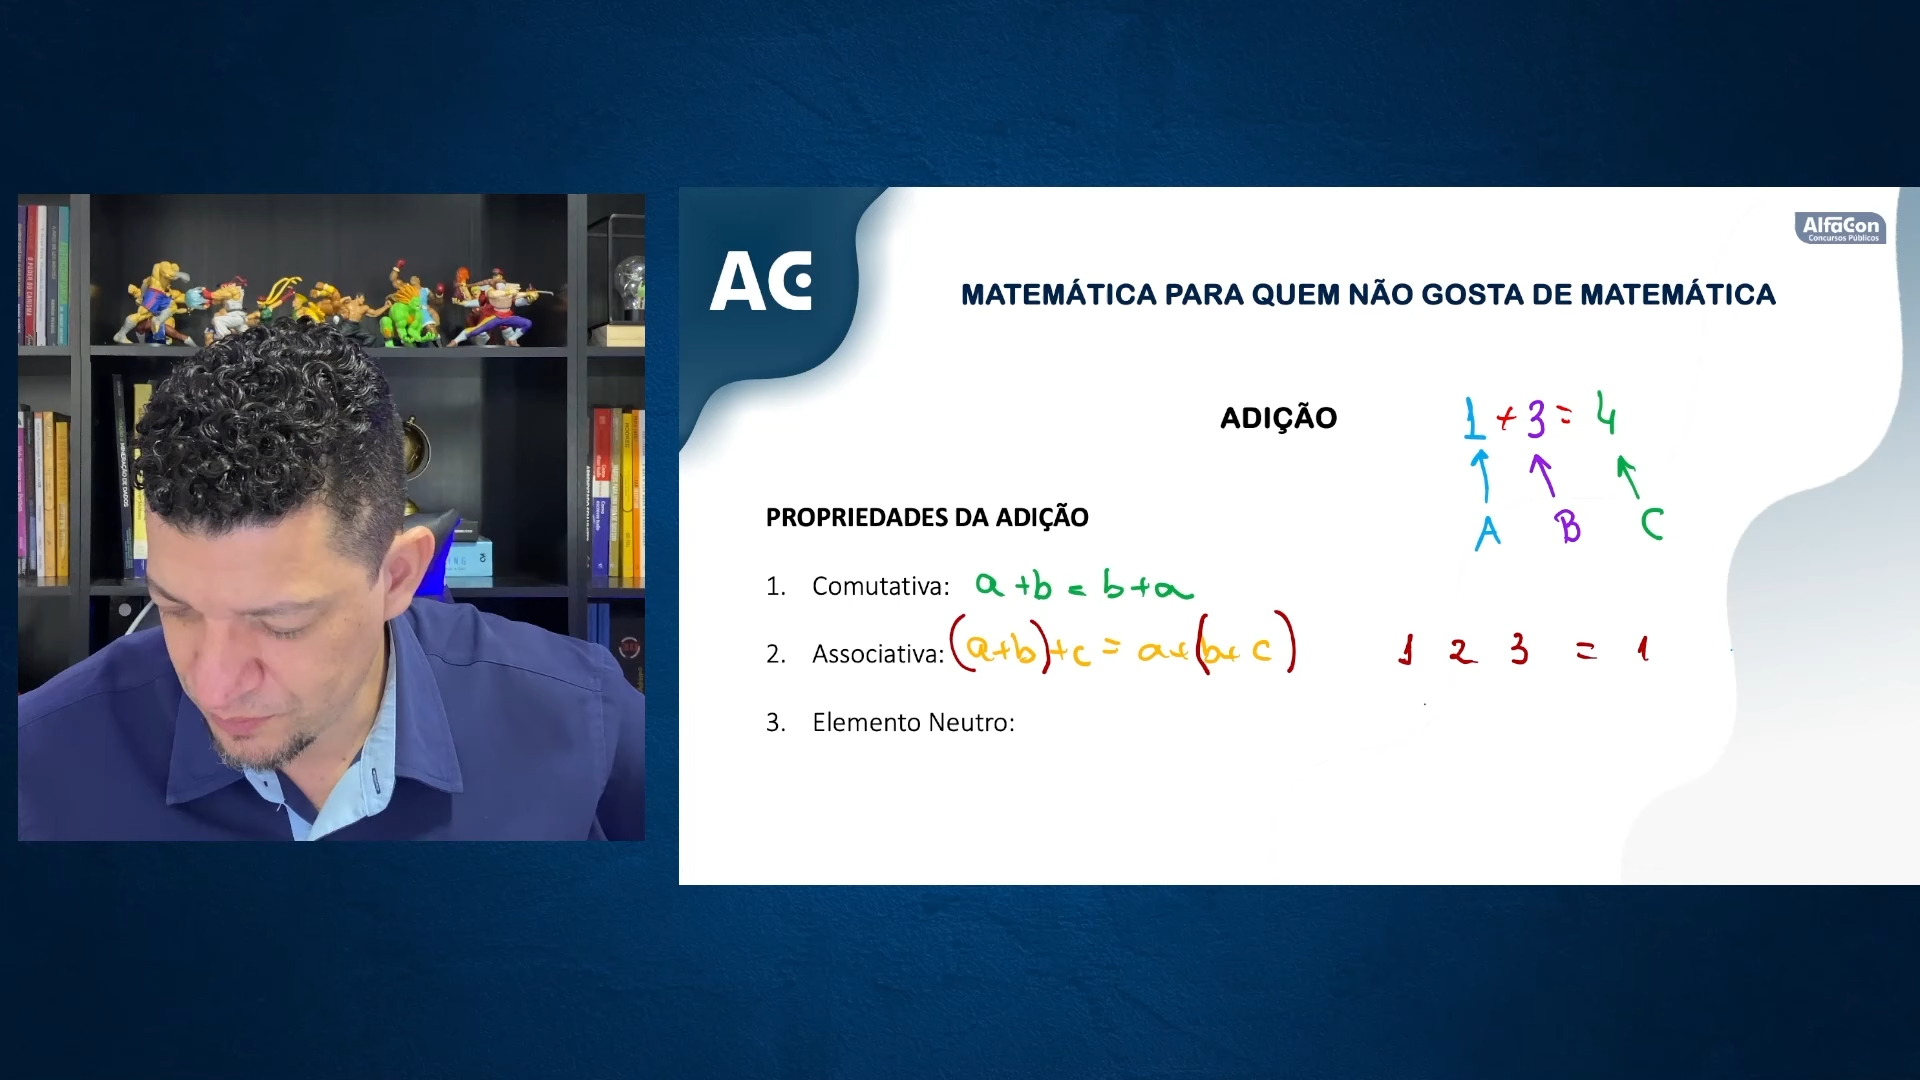 AC
AlfaCon
Concursos Públicos
MATEMÁTICA PARA QUEM NÃO GOSTA DE MATEMÁTICA
ADIÇÃO
1 + 3 = 4
A B C
PROPRIEDADES DA ADIÇÃO
1. Comutativa: a + b = b + a
2. Associativa: (a+b)+c = a+(b+c)
1 2 3 = 1
3. Elemento Neutro: